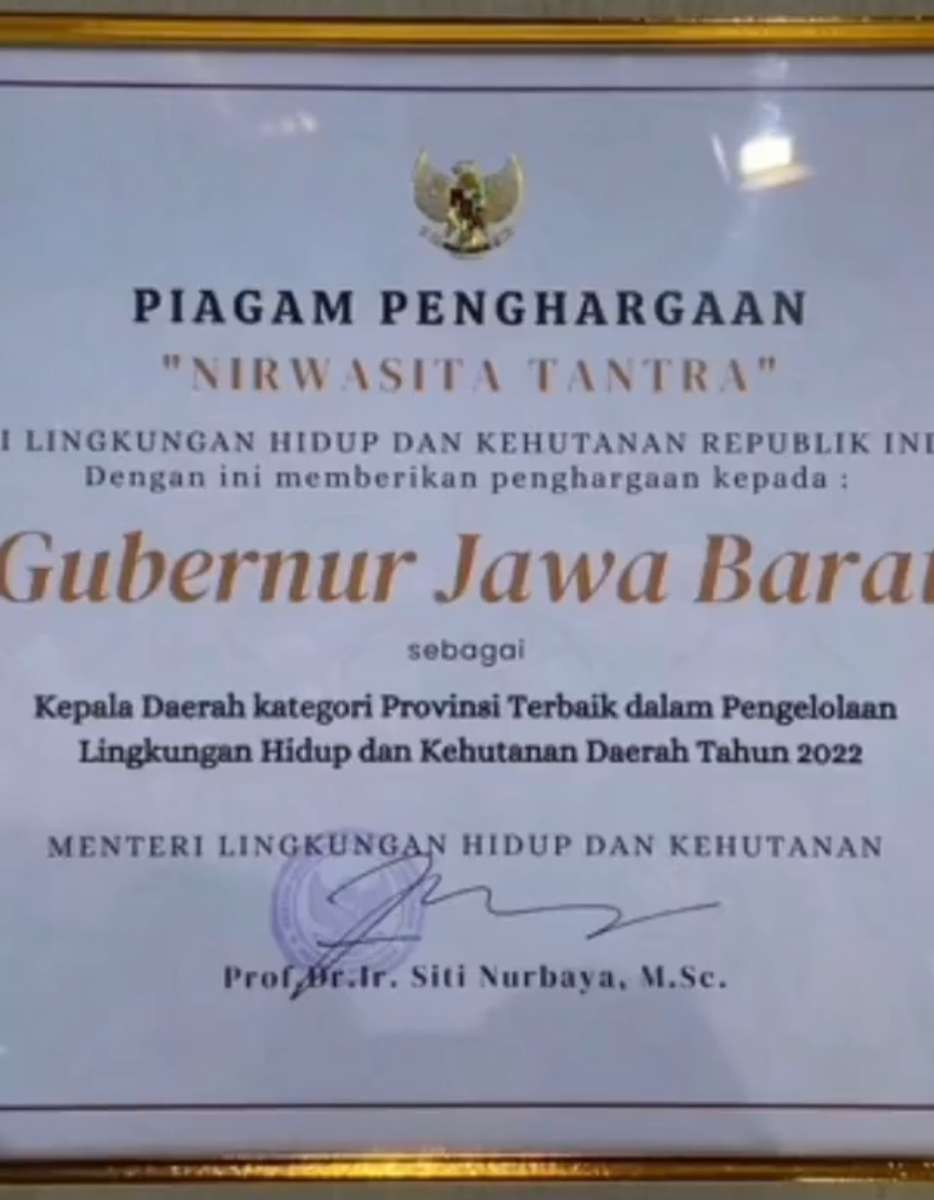 PIAGAM PENGHARGAAN
"NIRWASITA TANTRA"
I LINGKUNGAN HIDUP DAN KEHUTANAN REPUBLIK IND
Dengan ini memberikan penghargaan kepada :
Gubernur Jawa Barat
sebagai
Kepala Daerah kategori Provinsi Terbaik dalam Pengelolaan
Lingkungan Hidup dan Kehutanan Daerah Tahun 2022
MENTERI LINGKUNGAN HIDUP DAN KEHUTANAN
Prof.Dr.Ir. Siti Nurbaya, M.Sc.